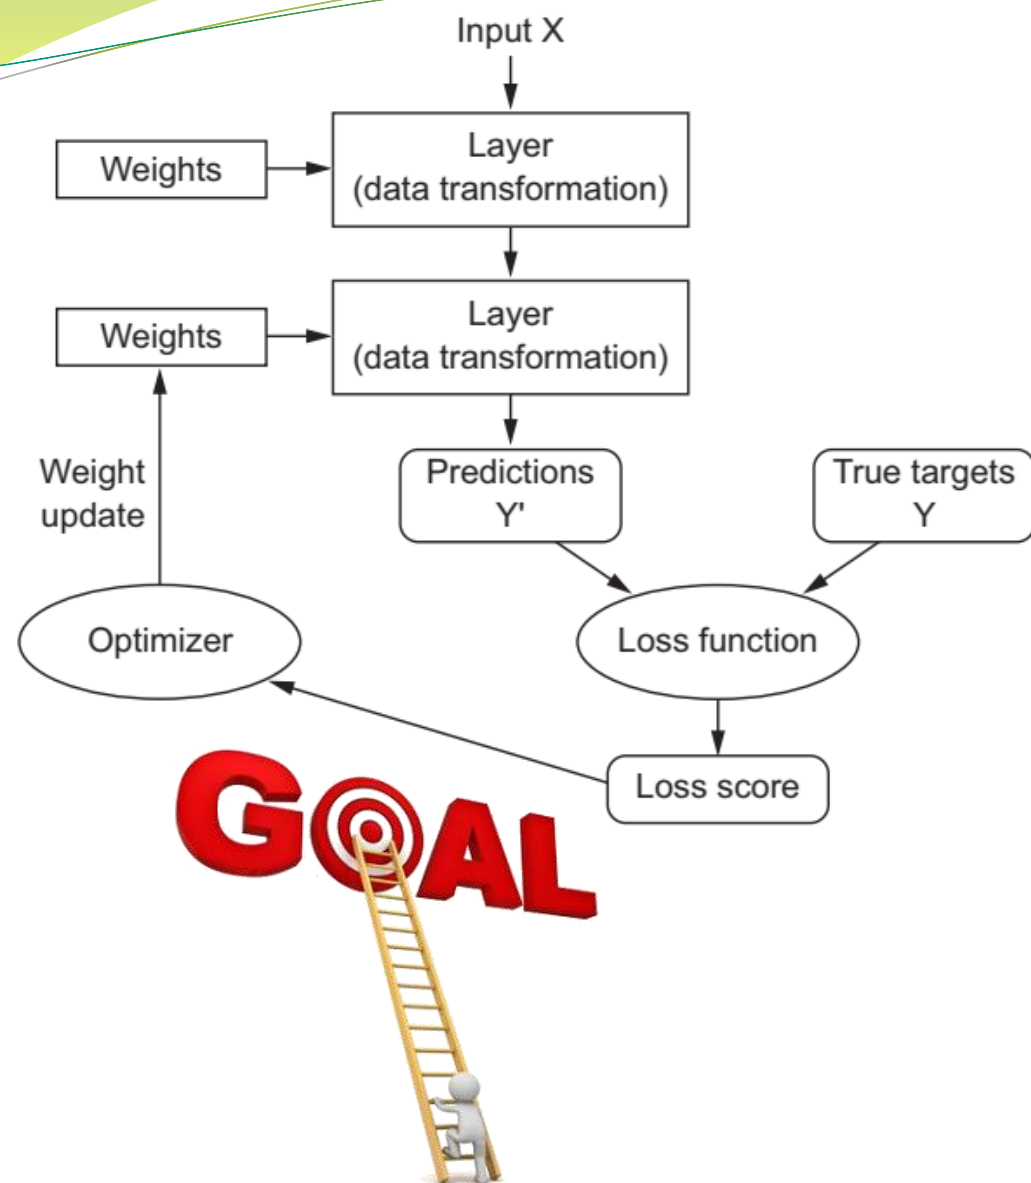 Input X
Weights
Layer
(data transformation)
Weights
Layer
(data transformation)
Weight
update
Predictions
Y'
True targets
Y
Optimizer
Loss function
Loss score
GOAL